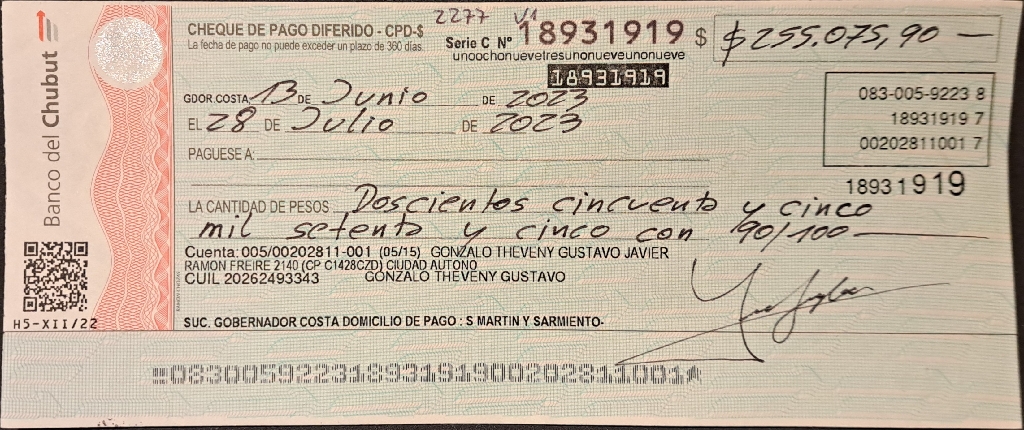 Banco del Chubut
H5-XII/22
2277 V1
CHEQUE DE PAGO DIFERIDO - CPD-$
La fecha de pago no puede exceder un plazo de 360 días.
Serie C Nº 18931919 $ $255.075,90 —
unoochonuevetresunonueveunonueve
18931919
GDOR.COSTA, 13 DE Junio DE 2023
EL 28 DE Julio DE 2023
PAGUESE A:
083-005-9223 8
18931919 7
00202811001 7
18931919
LA CANTIDAD DE PESOS Doscientos cincuenta y cinco
mil setenta y cinco con 90/100 —
Cuenta: 005/00202811-001 (05/15) GONZALO THEVENY GUSTAVO JAVIER
RAMON FREIRE 2140 (CP C1428CZD) CIUDAD AUTONO
CUIL 20262493343 GONZALO THEVENY GUSTAVO
SUC. GOBERNADOR COSTA DOMICILIO DE PAGO : S MARTIN Y SARMIENTO-
08300592231893191900202811001